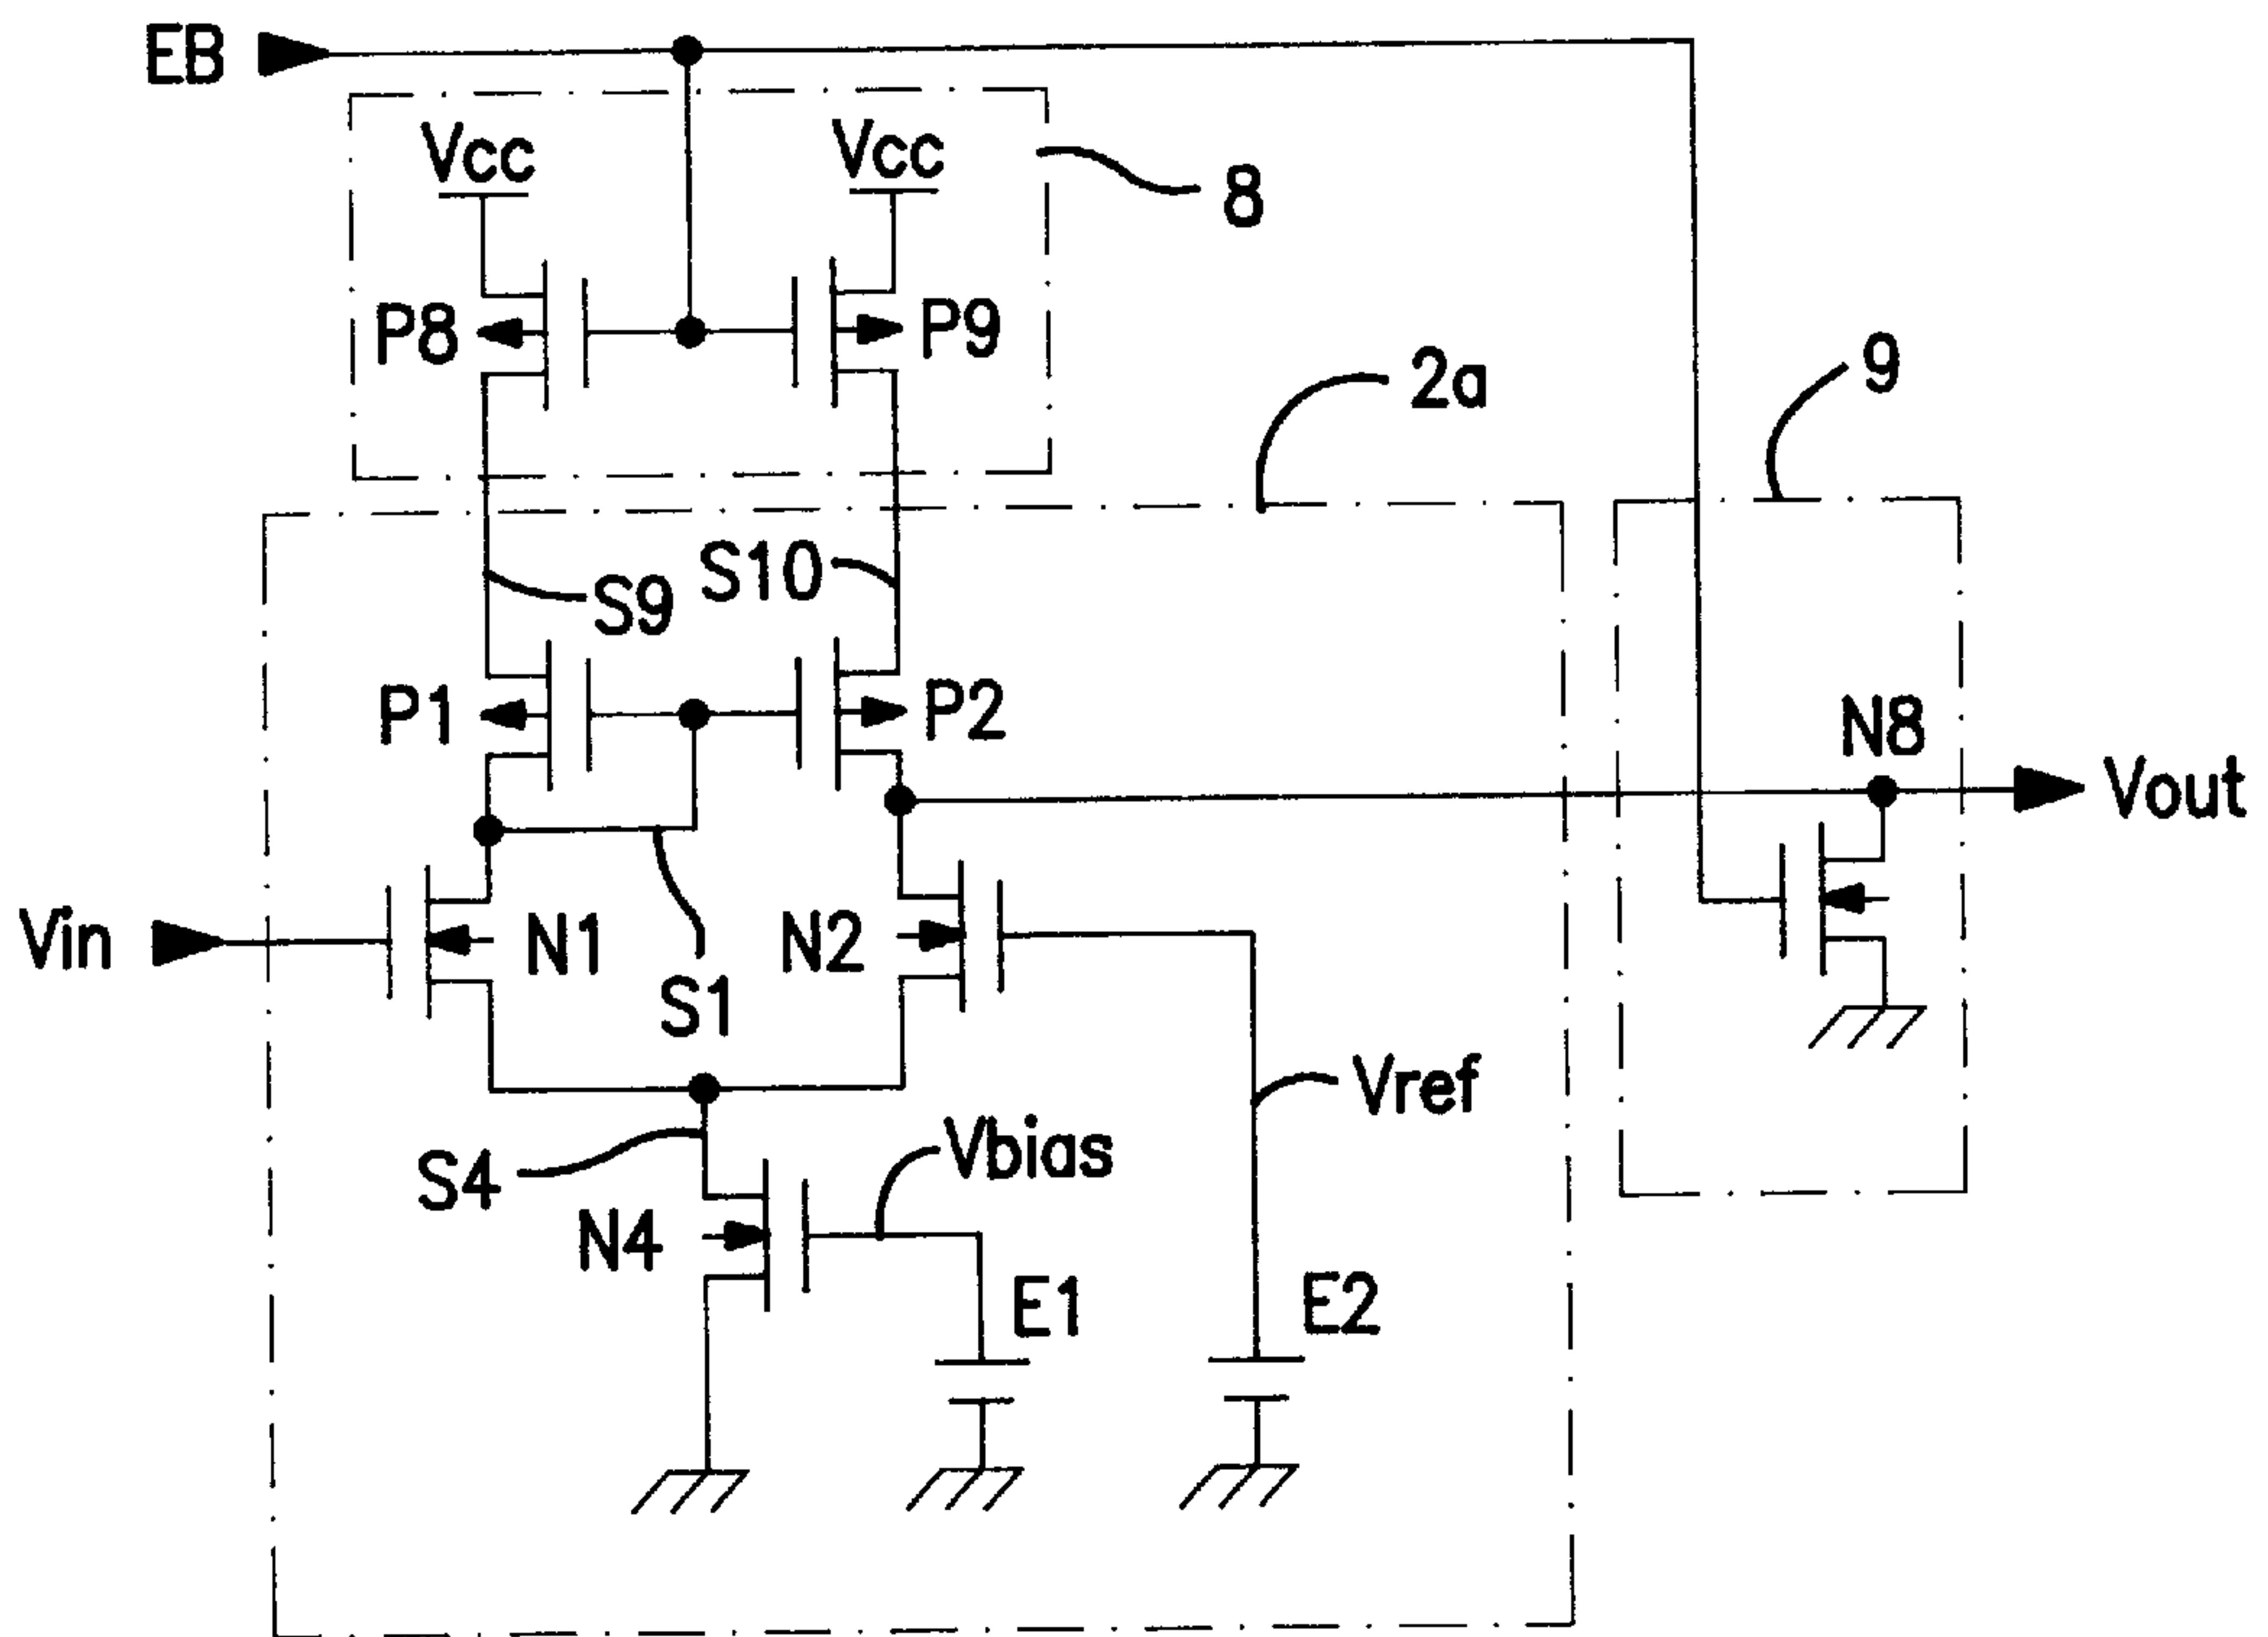 EB
Vcc
Vcc
8
P8
P9
2a
9
S9
S10
P1
P2
N8
Vout
Vin
N1
N2
S1
Vref
S4
Vbias
N4
E1
E2